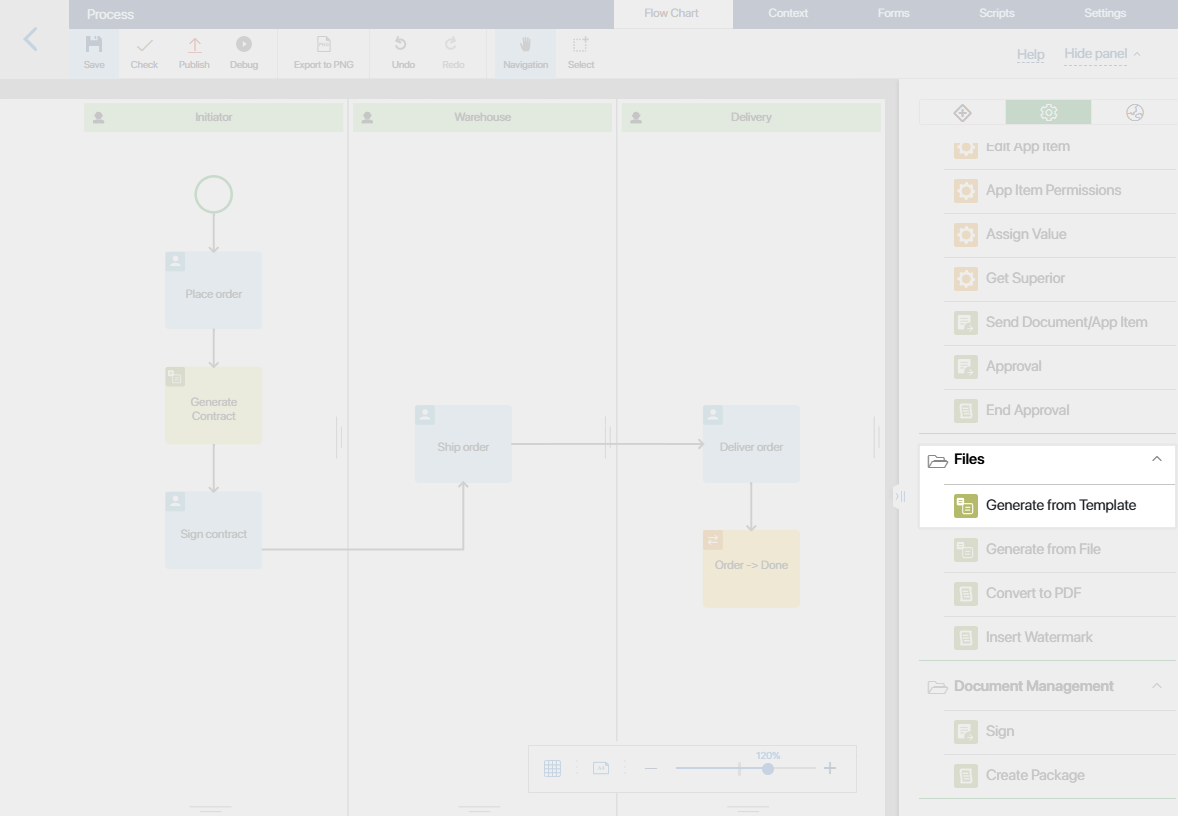 Process
Flow Chart
Context
Forms
Scripts
Settings
Save
Check
Publish
Debug
Export to PNG
Undo
Redo
Navigation
Select
Help
Hide panel
Initiator
Warehouse
Delivery
Place order
Generate
Contract
Sign contract
Ship order
Deliver order
Order -> Done
120%
Edit App Item
App Item Permissions
Assign Value
Get Superior
Send Document/App Item
Approval
End Approval
Files
Generate from Template
Generate from File
Convert to PDF
Insert Watermark
Document Management
Sign
Create Package